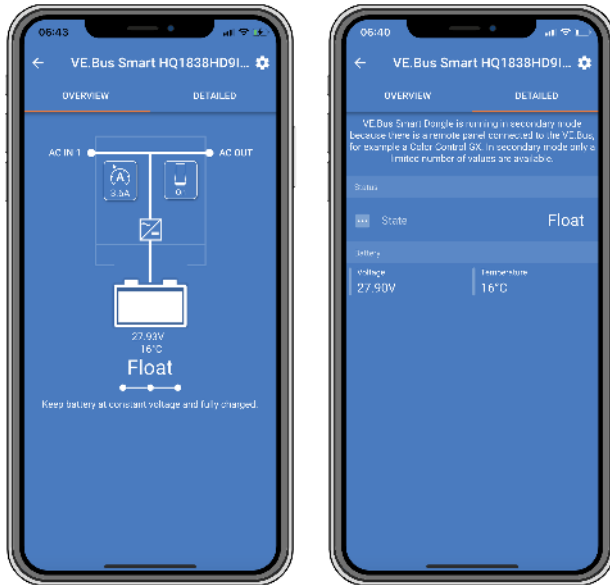 06:43
VE.Bus Smart HQ1838HD9I...
OVERVIEW DETAILED
AC IN 1 AC OUT
A
3.5A
27.93V
16°C
Float
Keep battery at constant voltage and fully charged.
06:40
VE.Bus Smart HQ1838HD9I...
OVERVIEW DETAILED
VE.Bus Smart Dongle is running in secondary mode
because there is a remote panel connected to the VE.Bus,
for example a Color Control GX. In secondary mode only a
limited number of values are available.
Status
State Float
Battery
Voltage Temperature
27.90V 16°C